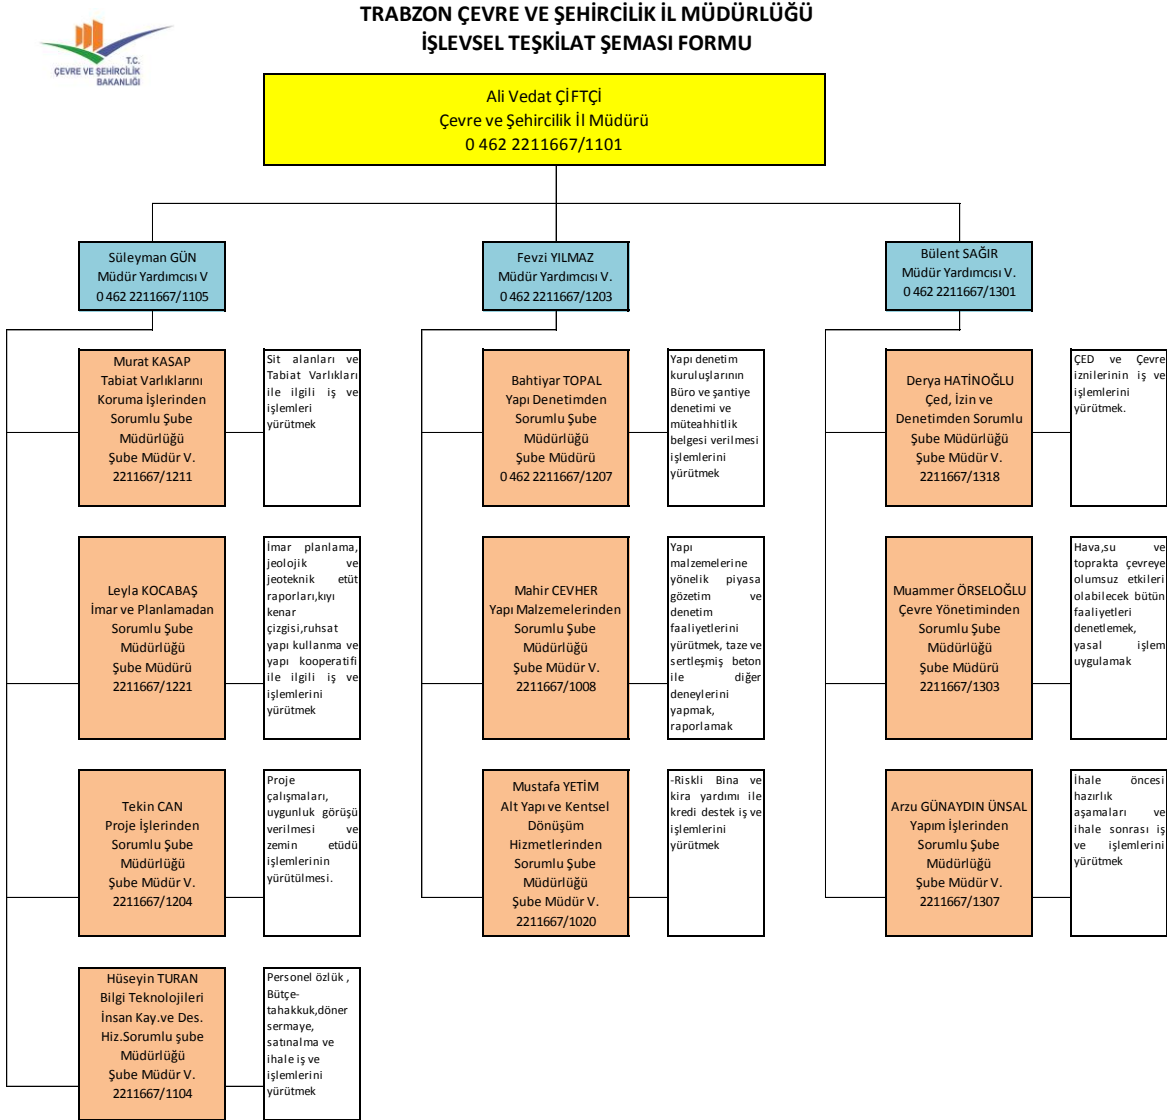 TRABZON ÇEVRE VE ŞEHİRCİLİK İL MÜDÜRLÜĞÜ
İŞLEVSEL TEŞKİLAT ŞEMASI FORMU
T.C.
ÇEVRE VE ŞEHİRCİLİK
BAKANLIĞI
Ali Vedat ÇİFTÇİ
Çevre ve Şehircilik İl Müdürü
0 462 2211667/1101
Süleyman GÜN
Müdür Yardımcısı V
0 462 2211667/1105
Fevzi YILMAZ
Müdür Yardımcısı V.
0 462 2211667/1203
Bülent SAĞIR
Müdür Yardımcısı V.
0 462 2211667/1301
Murat KASAP
Tabiat Varlıklarını
Koruma İşlerinden
Sorumlu Şube
Müdürlüğü
Şube Müdür V.
2211667/1211
Sit alanları ve
Tabiat Varlıkları
ile ilgili iş ve
işlemleri
yürütmek
Bahtiyar TOPAL
Yapı Denetimden
Sorumlu Şube
Müdürlüğü
Şube Müdürü
0 462 2211667/1207
Yapı denetim
kuruluşlarının
Büro ve şantiye
denetimi ve
müteahhitlik
belgesi verilmesi
işlemlerini
yürütmek
Derya HATİNOĞLU
Çed, İzin ve
Denetimden Sorumlu
Şube Müdürlüğü
Şube Müdür V.
2211667/1318
ÇED ve Çevre
iznilerinin iş ve
işlemlerini
yürütmek.
Leyla KOCABAŞ
İmar ve Planlamadan
Sorumlu Şube
Müdürlüğü
Şube Müdürü
2211667/1221
İmar planlama,
jeolojik ve
jeoteknik etüt
raporları,kıyı
kenar
çizgisi,ruhsat
yapı kullanma ve
yapı kooperatifi
ile ilgili iş ve
işlemlerini
yürütmek
Mahir CEVHER
Yapı Malzemelerinden
Sorumlu Şube
Müdürlüğü
Şube Müdür V.
2211667/1008
Yapı
malzemelerine
yönelik piyasa
gözetim ve
denetim
faaliyetlerini
yürütmek, taze ve
sertleşmiş beton
ile diğer
deneylerini
yapmak,
raporlamak
Muammer ÖRSELOĞLU
Çevre Yönetiminden
Sorumlu Şube
Müdürlüğü
Şube Müdürü
2211667/1303
Hava,su ve
toprakta çevreye
olumsuz etkileri
olabilecek bütün
faaliyetleri
denetlemek,
yasal işlem
uygulamak
Tekin CAN
Proje İşlerinden
Sorumlu Şube
Müdürlüğü
Şube Müdür V.
2211667/1204
Proje
çalışmaları,
uygunluk görüşü
verilmesi ve
zemin etüdü
işlemlerinin
yürütülmesi.
Mustafa YETİM
Alt Yapı ve Kentsel
Dönüşüm
Hizmetlerinden
Sorumlu Şube
Müdürlüğü
Şube Müdür V.
2211667/1020
-Riskli Bina ve
kira yardımı ile
kredi destek iş ve
işlemlerini
yürütmek
Arzu GÜNAYDIN ÜNSAL
Yapım İşlerinden
Sorumlu Şube
Müdürlüğü
Şube Müdür V.
2211667/1307
İhale öncesi
hazırlık
aşamaları ve
ihale sonrası iş
ve işlemlerini
yürütmek
Hüseyin TURAN
Bilgi Teknolojileri
İnsan Kay.ve Des.
Hiz.Sorumlu şube
Müdürlüğü
Şube Müdür V.
2211667/1104
Personel özlük ,
Bütçe-
tahakkuk,döner
sermaye,
satınalma ve
ihale iş ve
işlemlerini
yürütmek